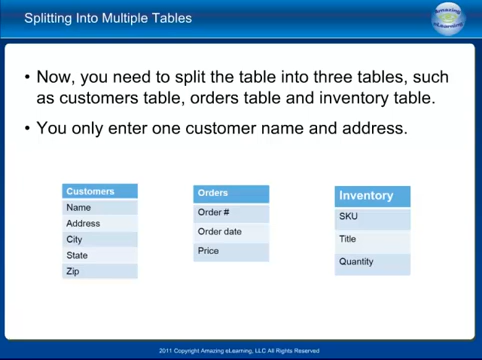 Splitting Into Multiple Tables
Amazing
eLearning
• Now, you need to split the table into three tables, such
as customers table, orders table and inventory table.
• You only enter one customer name and address.
Customers
Name
Address
City
State
Zip
Orders
Order #
Order date
Price
Inventory
SKU
Title
Quantity
2011 Copyright Amazing eLearning, LLC All Rights Reserved